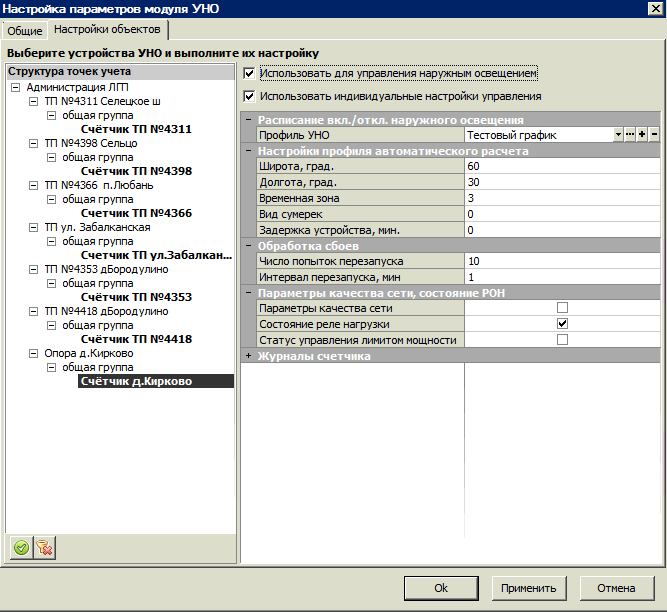 Настройка параметров модуля УНО
Общие Настройки объектов
Выберите устройства УНО и выполните их настройку
Структура точек учета
Администрация ЛГП
ТП №4311 Селецкое ш
общая группа
Счётчик ТП №4311
ТП №4398 Сельцо
общая группа
Счётчик ТП №4398
ТП №4366 п.Любань
общая группа
Счетчик ТП №4366
ТП ул. Забалканская
общая группа
Счетчик ТП ул.Забалкан...
ТП №4353 дБородулино
общая группа
Счётчик ТП №4353
ТП №4418 дБородулино
общая группа
Счётчик ТП №4418
Опора д.Кирково
общая группа
Счётчик д.Кирково
Использовать для управления наружным освещением
Использовать индивидуальные настройки управления
Расписание вкл./откл. наружного освещения
Профиль УНО Тестовый график
Настройки профиля автоматического расчета
Широта, град. 60
Долгота, град. 30
Временная зона 3
Вид сумерек 0
Задержка устройства, мин. 0
Обработка сбоев
Число попыток перезапуска 10
Интервал перезапуска, мин 1
Параметры качества сети, состояние РОН
Параметры качества сети
Состояние реле нагрузки
Статус управления лимитом мощности
Журналы счетчика
Ok Применить Отмена